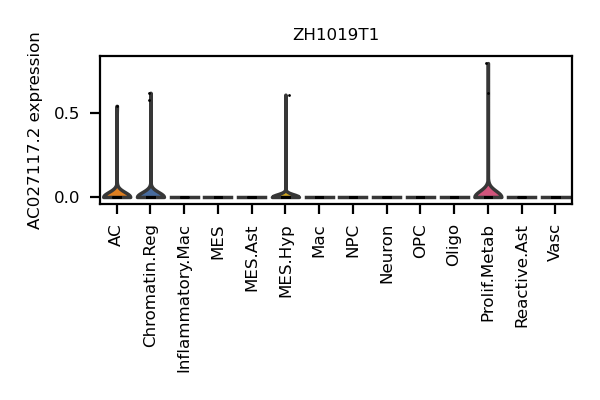 ZH1019T1
AC027117.2 expression
0.5
0.0
AC
Chromatin.Reg
Inflammatory.Mac
MES
MES.Ast
MES.Hyp
Mac
NPC
Neuron
OPC
Oligo
Prolif.Metab
Reactive.Ast
Vasc